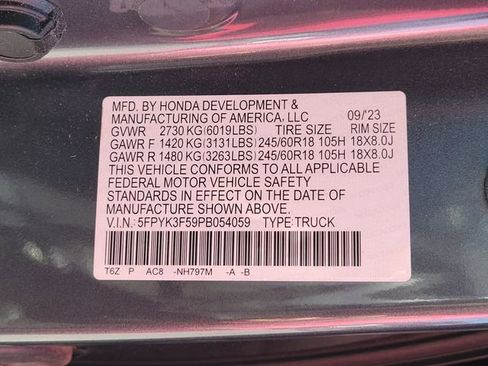 MFD. BY HONDA DEVELOPMENT &
MANUFACTURING OF AMERICA, LLC 09/'23
GVWR 2730 KG(6019LBS) TIRE SIZE RIM SIZE
GAWR F 1420 KG(3131LBS) 245/60R18 105H 18X8.0J
GAWR R 1480 KG(3263LBS) 245/60R18 105H 18X8.0J
THIS VEHICLE CONFORMS TO ALL APPLICABLE
FEDERAL MOTOR VEHICLE SAFETY
STANDARDS IN EFFECT ON THE DATE OF
MANUFACTURE SHOWN ABOVE.
V.I.N.: 5FPYK3F59PB054059 TYPE: TRUCK
T6Z P AC8 -NH797M -A -B